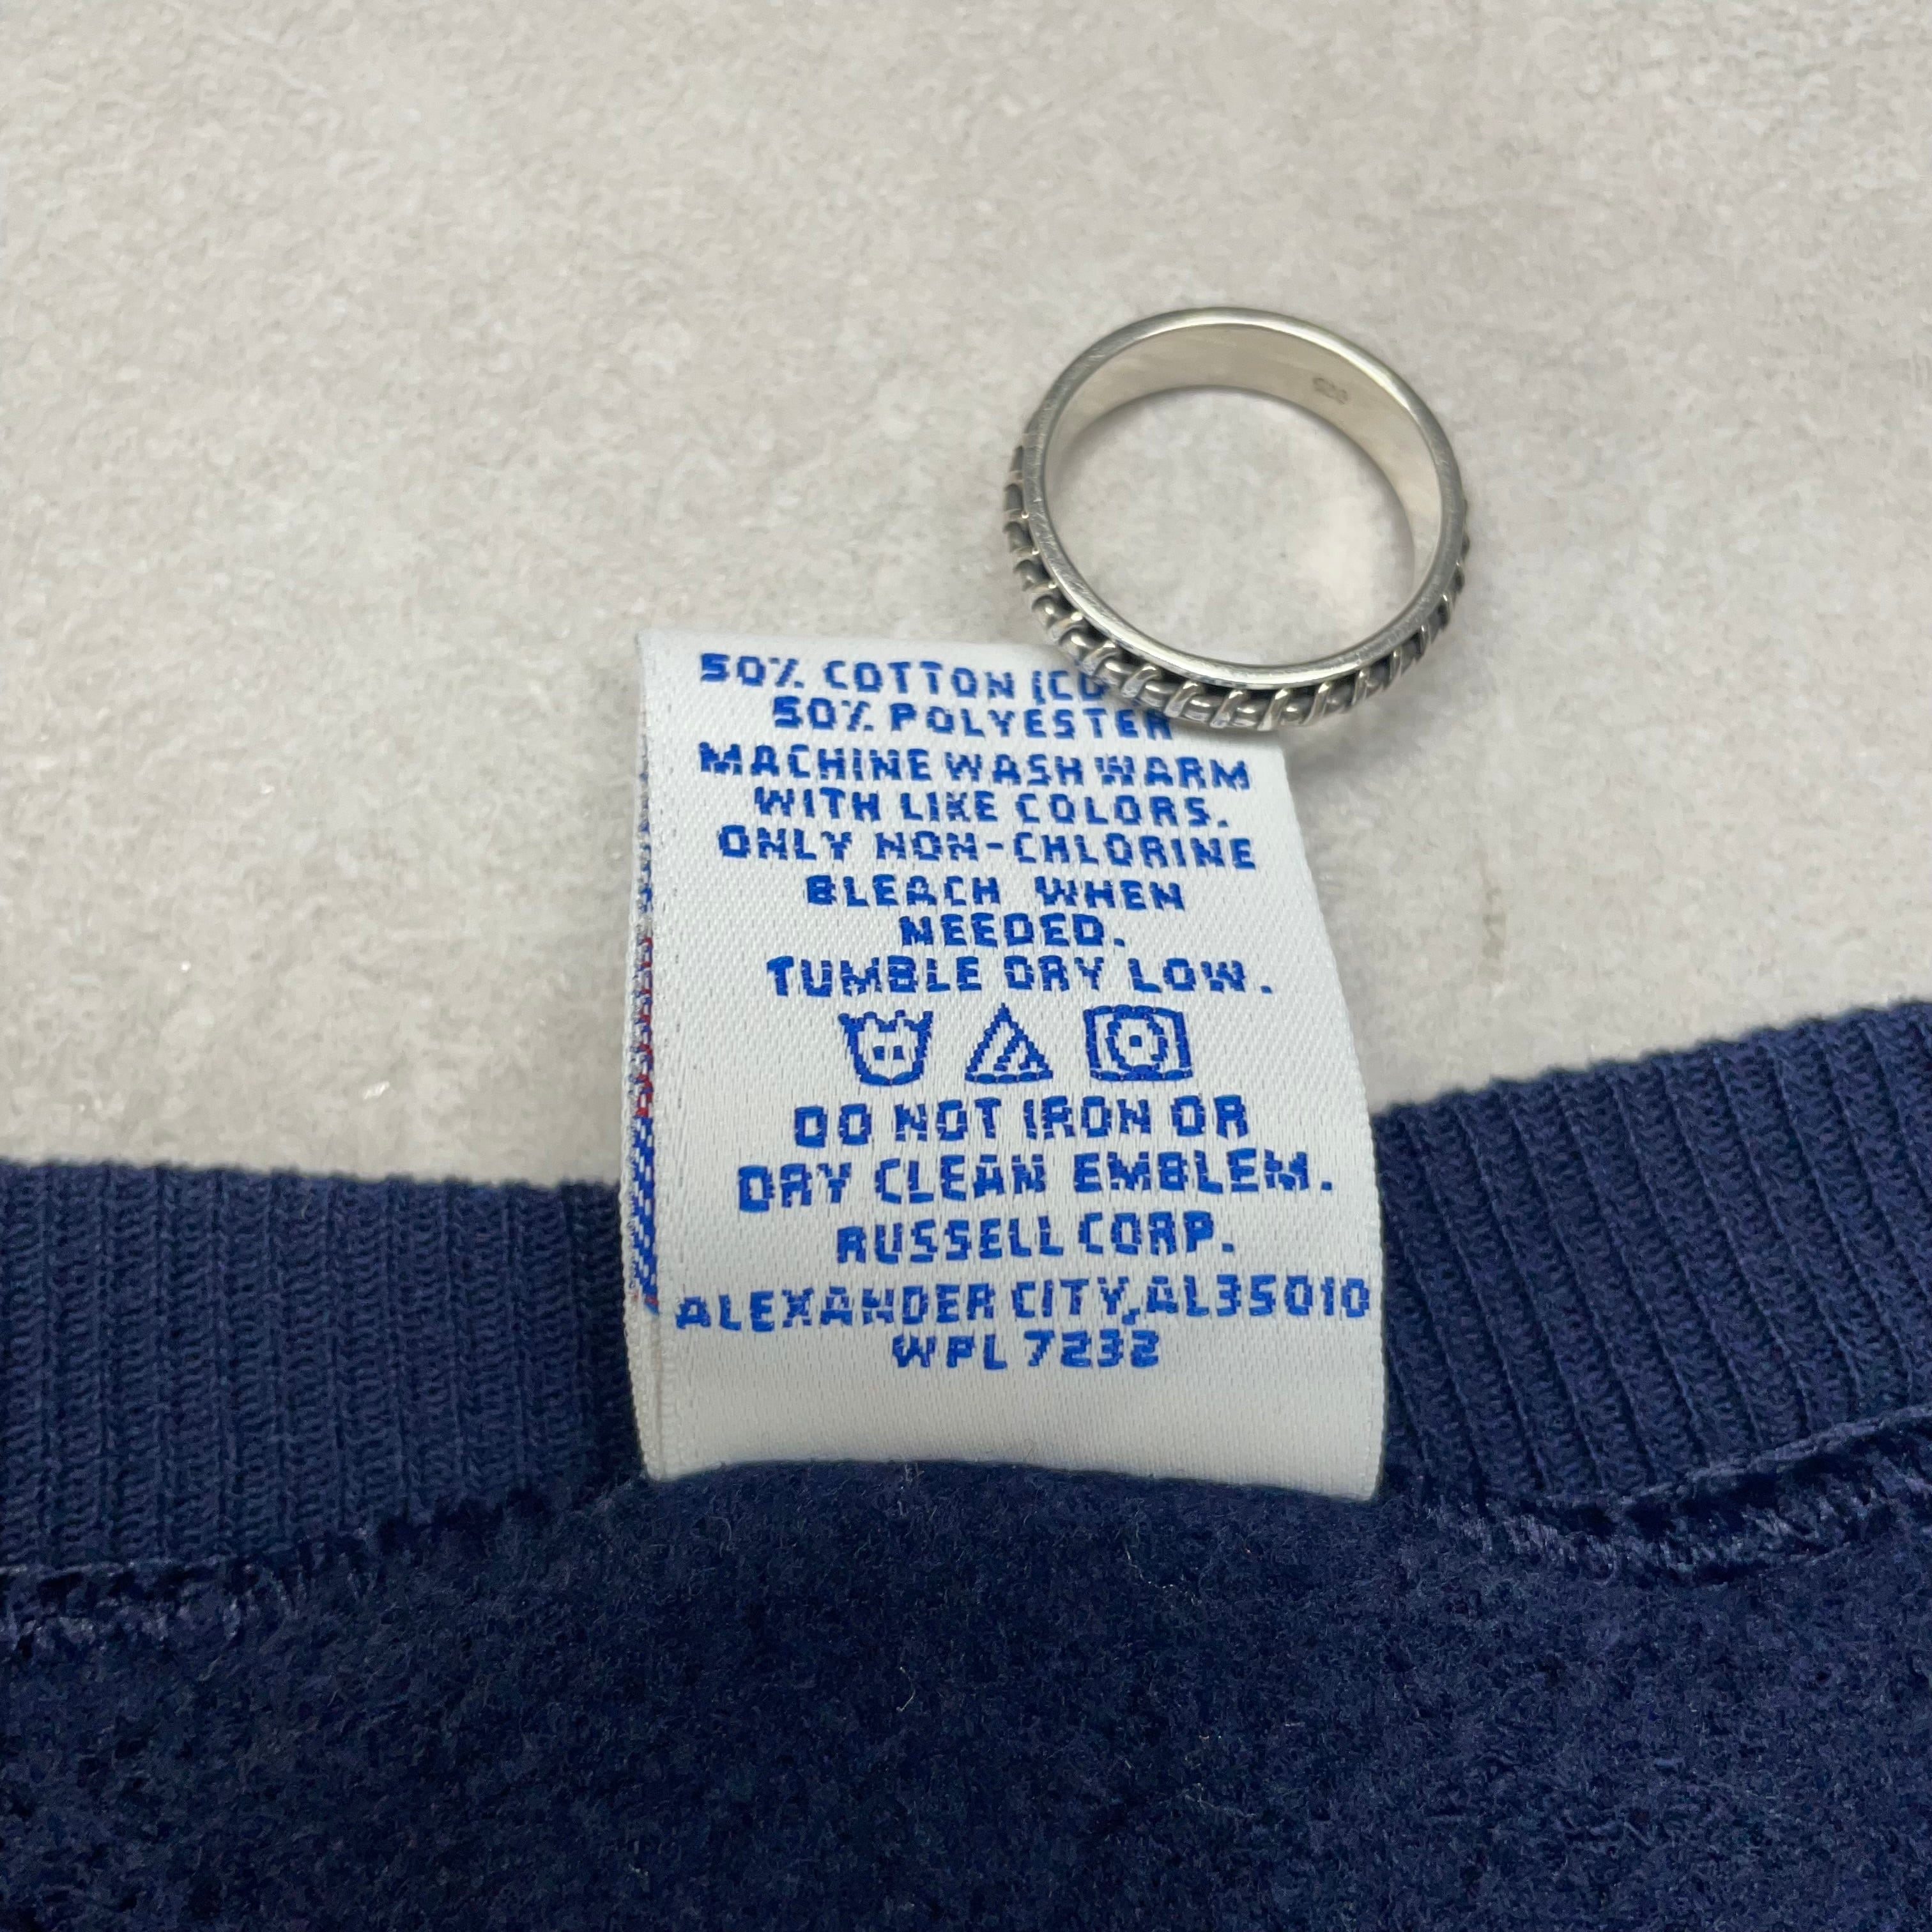 50% COTTON
50% POLYESTER
MACHINE WASH WARM
WITH LIKE COLORS.
ONLY NON-CHLORINE
BLEACH WHEN
NEEDED.
TUMBLE DRY LOW.
DO NOT IRON OR
DRY CLEAN EMBLEM.
RUSSELL CORP.
ALEXANDER CITY,AL35010
WPL 7232